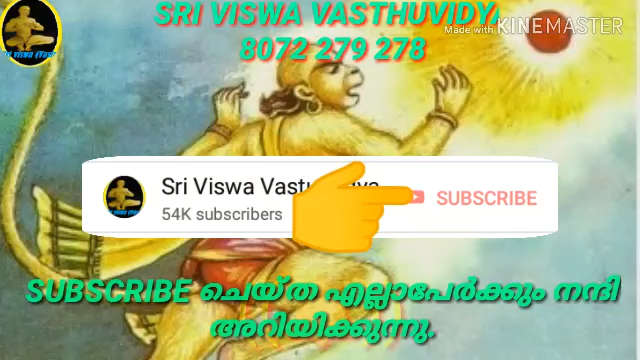 SRI VISWA VASTHUVIDY
Made with KINEMASTER
8072 279 278
Sri Viswa
54K subscribers
SUBSCRIBE
SUBSCRIBE ചെയ്ത എല്ലാപേർക്കും നന്ദി
അറിയിക്കുന്നു.